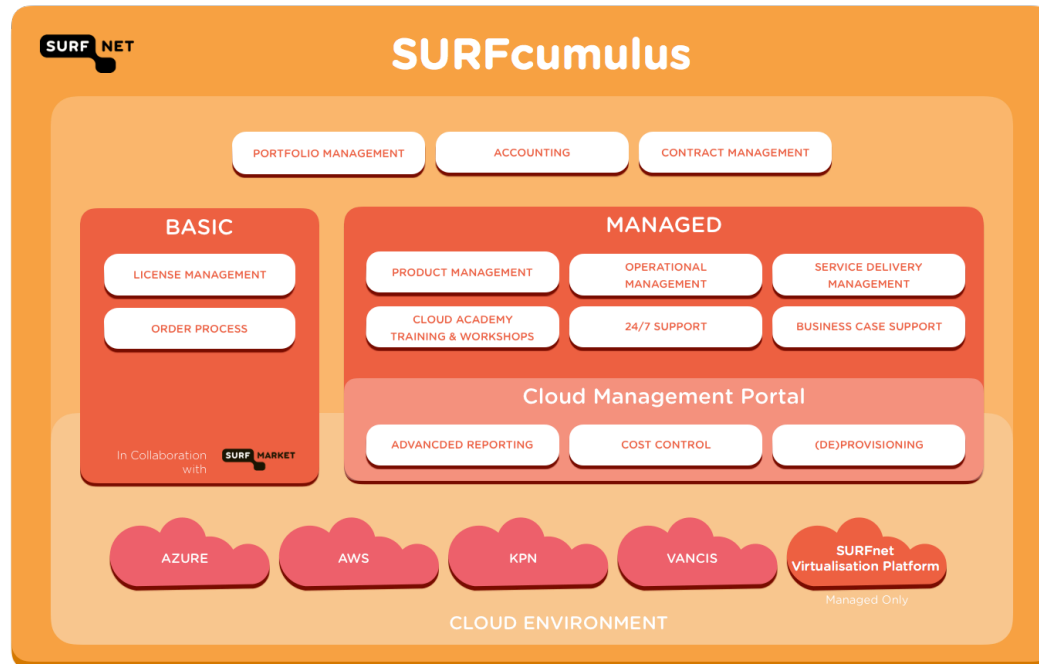 SURF NET
SURFcumulus
PORTFOLIO MANAGEMENT
ACCOUNTING
CONTRACT MANAGEMENT
BASIC
LICENSE MANAGEMENT
ORDER PROCESS
In Collaboration
with
SURF MARKET
MANAGED
PRODUCT MANAGEMENT
OPERATIONAL
MANAGEMENT
SERVICE DELIVERY
MANAGEMENT
CLOUD ACADEMY
TRAINING & WORKSHOPS
24/7 SUPPORT
BUSINESS CASE SUPPORT
Cloud Management Portal
ADVANCDED REPORTING
COST CONTROL
(DE)PROVISIONING
AZURE
AWS
KPN
VANCIS
SURFnet
Virtualisation Platform
Managed Only
CLOUD ENVIRONMENT